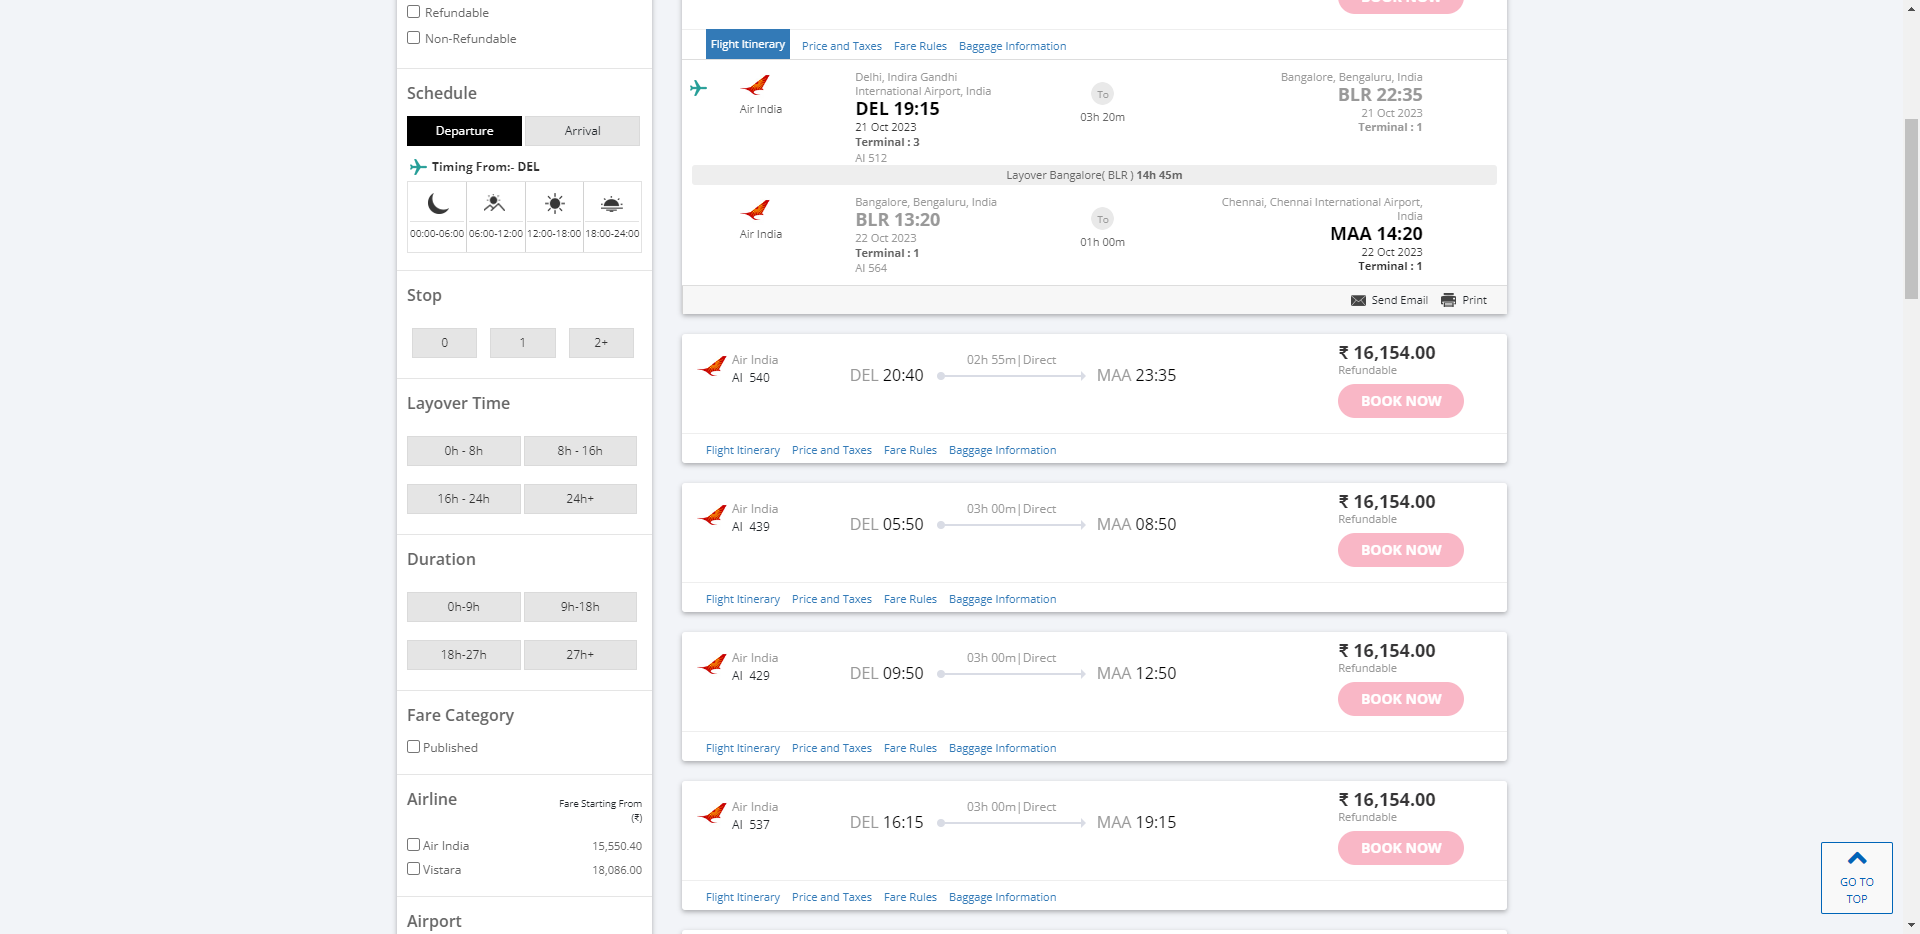 Refundable
Non-Refundable
Schedule
Departure
Arrival
Timing From:- DEL
00:00-06:00
06:00-12:00
12:00-18:00
18:00-24:00
Stop
0
1
2+
Layover Time
0h - 8h
8h - 16h
16h - 24h
24h+
Duration
0h-9h
9h-18h
18h-27h
27h+
Fare Category
Published
Airline
Fare Starting From
(₹)
Air India
15,550.40
Vistara
18,086.00
Airport
BOOK NOW
Flight Itinerary
Price and Taxes
Fare Rules
Baggage Information
Air India
Delhi, Indira Gandhi
International Airport, India
DEL 19:15
21 Oct 2023
Terminal : 3
AI 512
To
03h 20m
Bangalore, Bengaluru, India
BLR 22:35
21 Oct 2023
Terminal : 1
Layover Bangalore( BLR ) 14h 45m
Air India
Bangalore, Bengaluru, India
BLR 13:20
22 Oct 2023
Terminal : 1
AI 564
To
01h 00m
Chennai, Chennai International Airport,
India
MAA 14:20
22 Oct 2023
Terminal : 1
Send Email
Print
Air India
AI 540
DEL 20:40
02h 55m|Direct
MAA 23:35
₹ 16,154.00
Refundable
BOOK NOW
Flight Itinerary
Price and Taxes
Fare Rules
Baggage Information
Air India
AI 439
DEL 05:50
03h 00m|Direct
MAA 08:50
₹ 16,154.00
Refundable
BOOK NOW
Flight Itinerary
Price and Taxes
Fare Rules
Baggage Information
Air India
AI 429
DEL 09:50
03h 00m|Direct
MAA 12:50
₹ 16,154.00
Refundable
BOOK NOW
Flight Itinerary
Price and Taxes
Fare Rules
Baggage Information
Air India
AI 537
DEL 16:15
03h 00m|Direct
MAA 19:15
₹ 16,154.00
Refundable
BOOK NOW
Flight Itinerary
Price and Taxes
Fare Rules
Baggage Information
GO TO
TOP